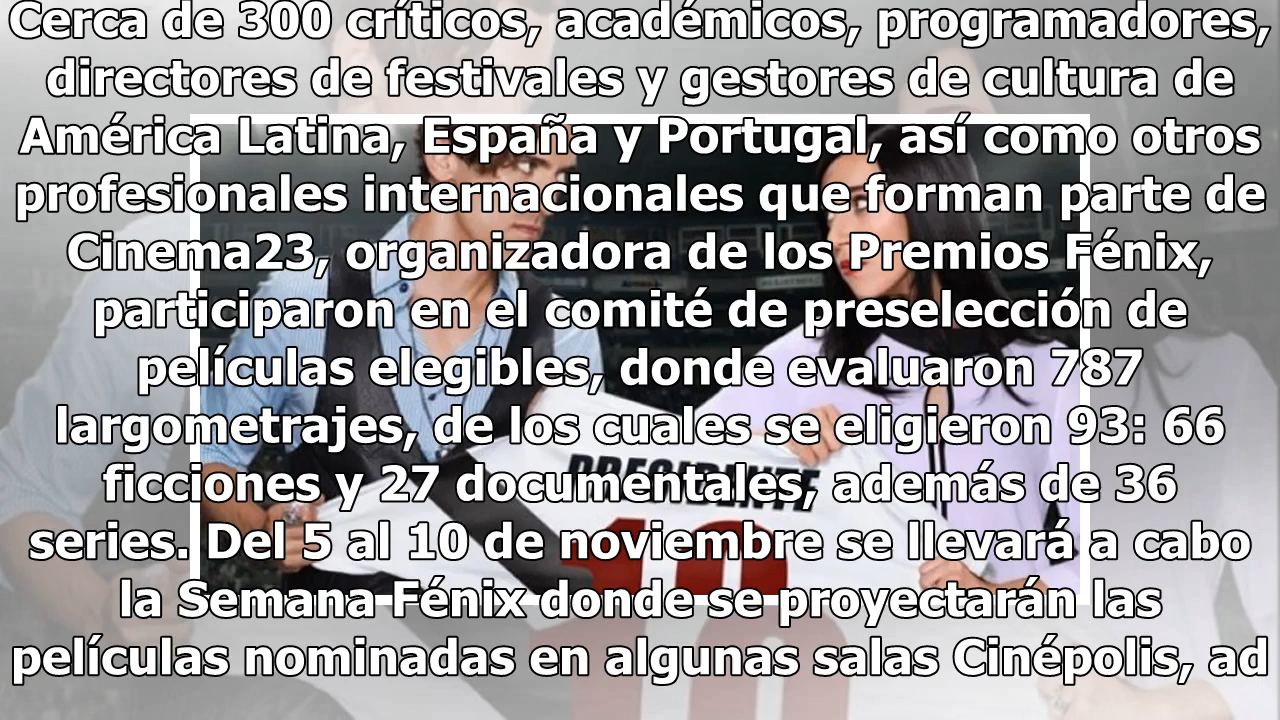 Cerca de 300 críticos, académicos, programadores,
directores de festivales y gestores de cultura de
América Latina, España y Portugal, así como otros
profesionales internacionales que forman parte de
Cinema23, organizadora de los Premios Fénix,
participaron en el comité de preselección de
películas elegibles, donde evaluaron 787
largometrajes, de los cuales se eligieron 93: 66
ficciones y 27 documentales, además de 36
series. Del 5 al 10 de noviembre se llevará a cabo
la Semana Fénix donde se proyectarán las
películas nominadas en algunas salas Cinépolis, ad
PRESIDENTE
10
10